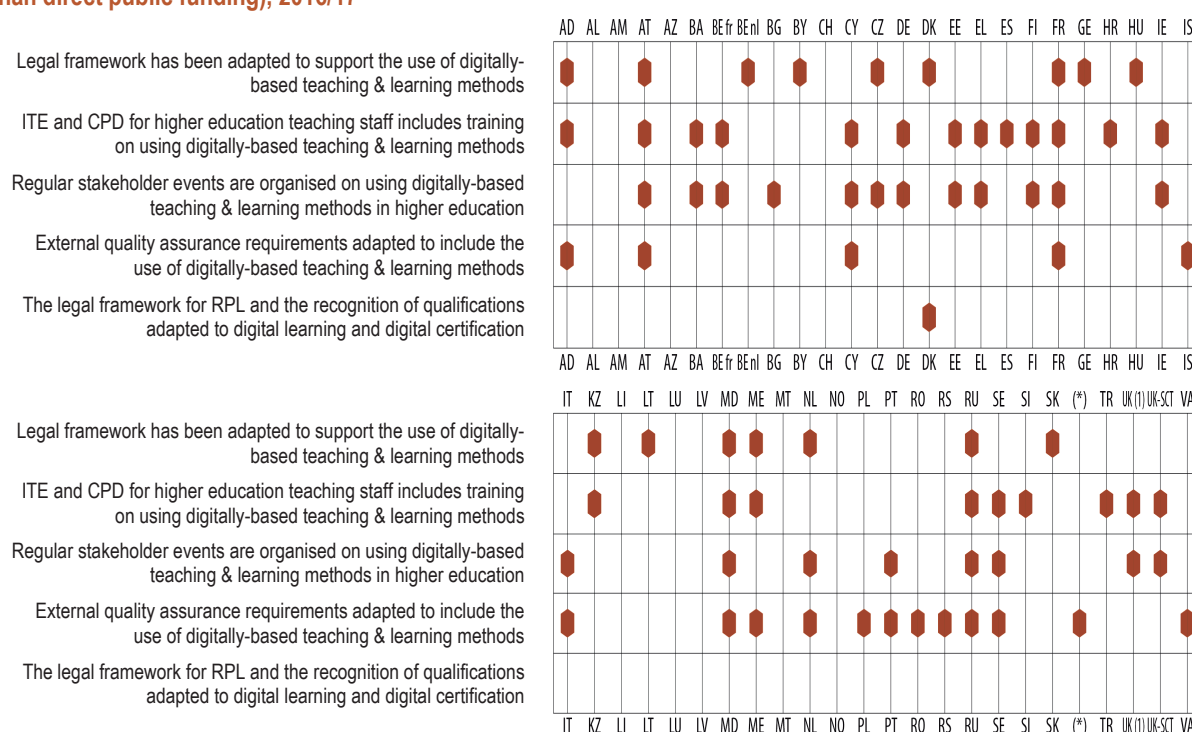 than direct public funding), 2016/17
AD AL AM AT AZ BA BEfr BEnl BG BY CH CY CZ DE DK EE EL ES FI FR GE HR HU IE IS
Legal framework has been adapted to support the use of digitally-
based teaching & learning methods
ITE and CPD for higher education teaching staff includes training
on using digitally-based teaching & learning methods
Regular stakeholder events are organised on using digitally-based
teaching & learning methods in higher education
External quality assurance requirements adapted to include the
use of digitally-based teaching & learning methods
The legal framework for RPL and the recognition of qualifications
adapted to digital learning and digital certification
AD AL AM AT AZ BA BEfr BEnl BG BY CH CY CZ DE DK EE EL ES FI FR GE HR HU IE IS
IT KZ LI LT LU LV MD ME MT NL NO PL PT RO RS RU SE SI SK (*) TR UK (1) UK-SCT VA
Legal framework has been adapted to support the use of digitally-
based teaching & learning methods
ITE and CPD for higher education teaching staff includes training
on using digitally-based teaching & learning methods
Regular stakeholder events are organised on using digitally-based
teaching & learning methods in higher education
External quality assurance requirements adapted to include the
use of digitally-based teaching & learning methods
The legal framework for RPL and the recognition of qualifications
adapted to digital learning and digital certification
IT KZ LI LT LU LV MD ME MT NL NO PL PT RO RS RU SE SI SK (*) TR UK (1) UK-SCT VA